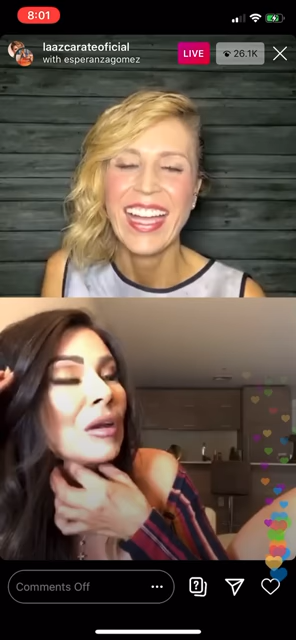 8:01
laazcarateoficial
with esperanzagomez
LIVE
26.1K
Comments Off